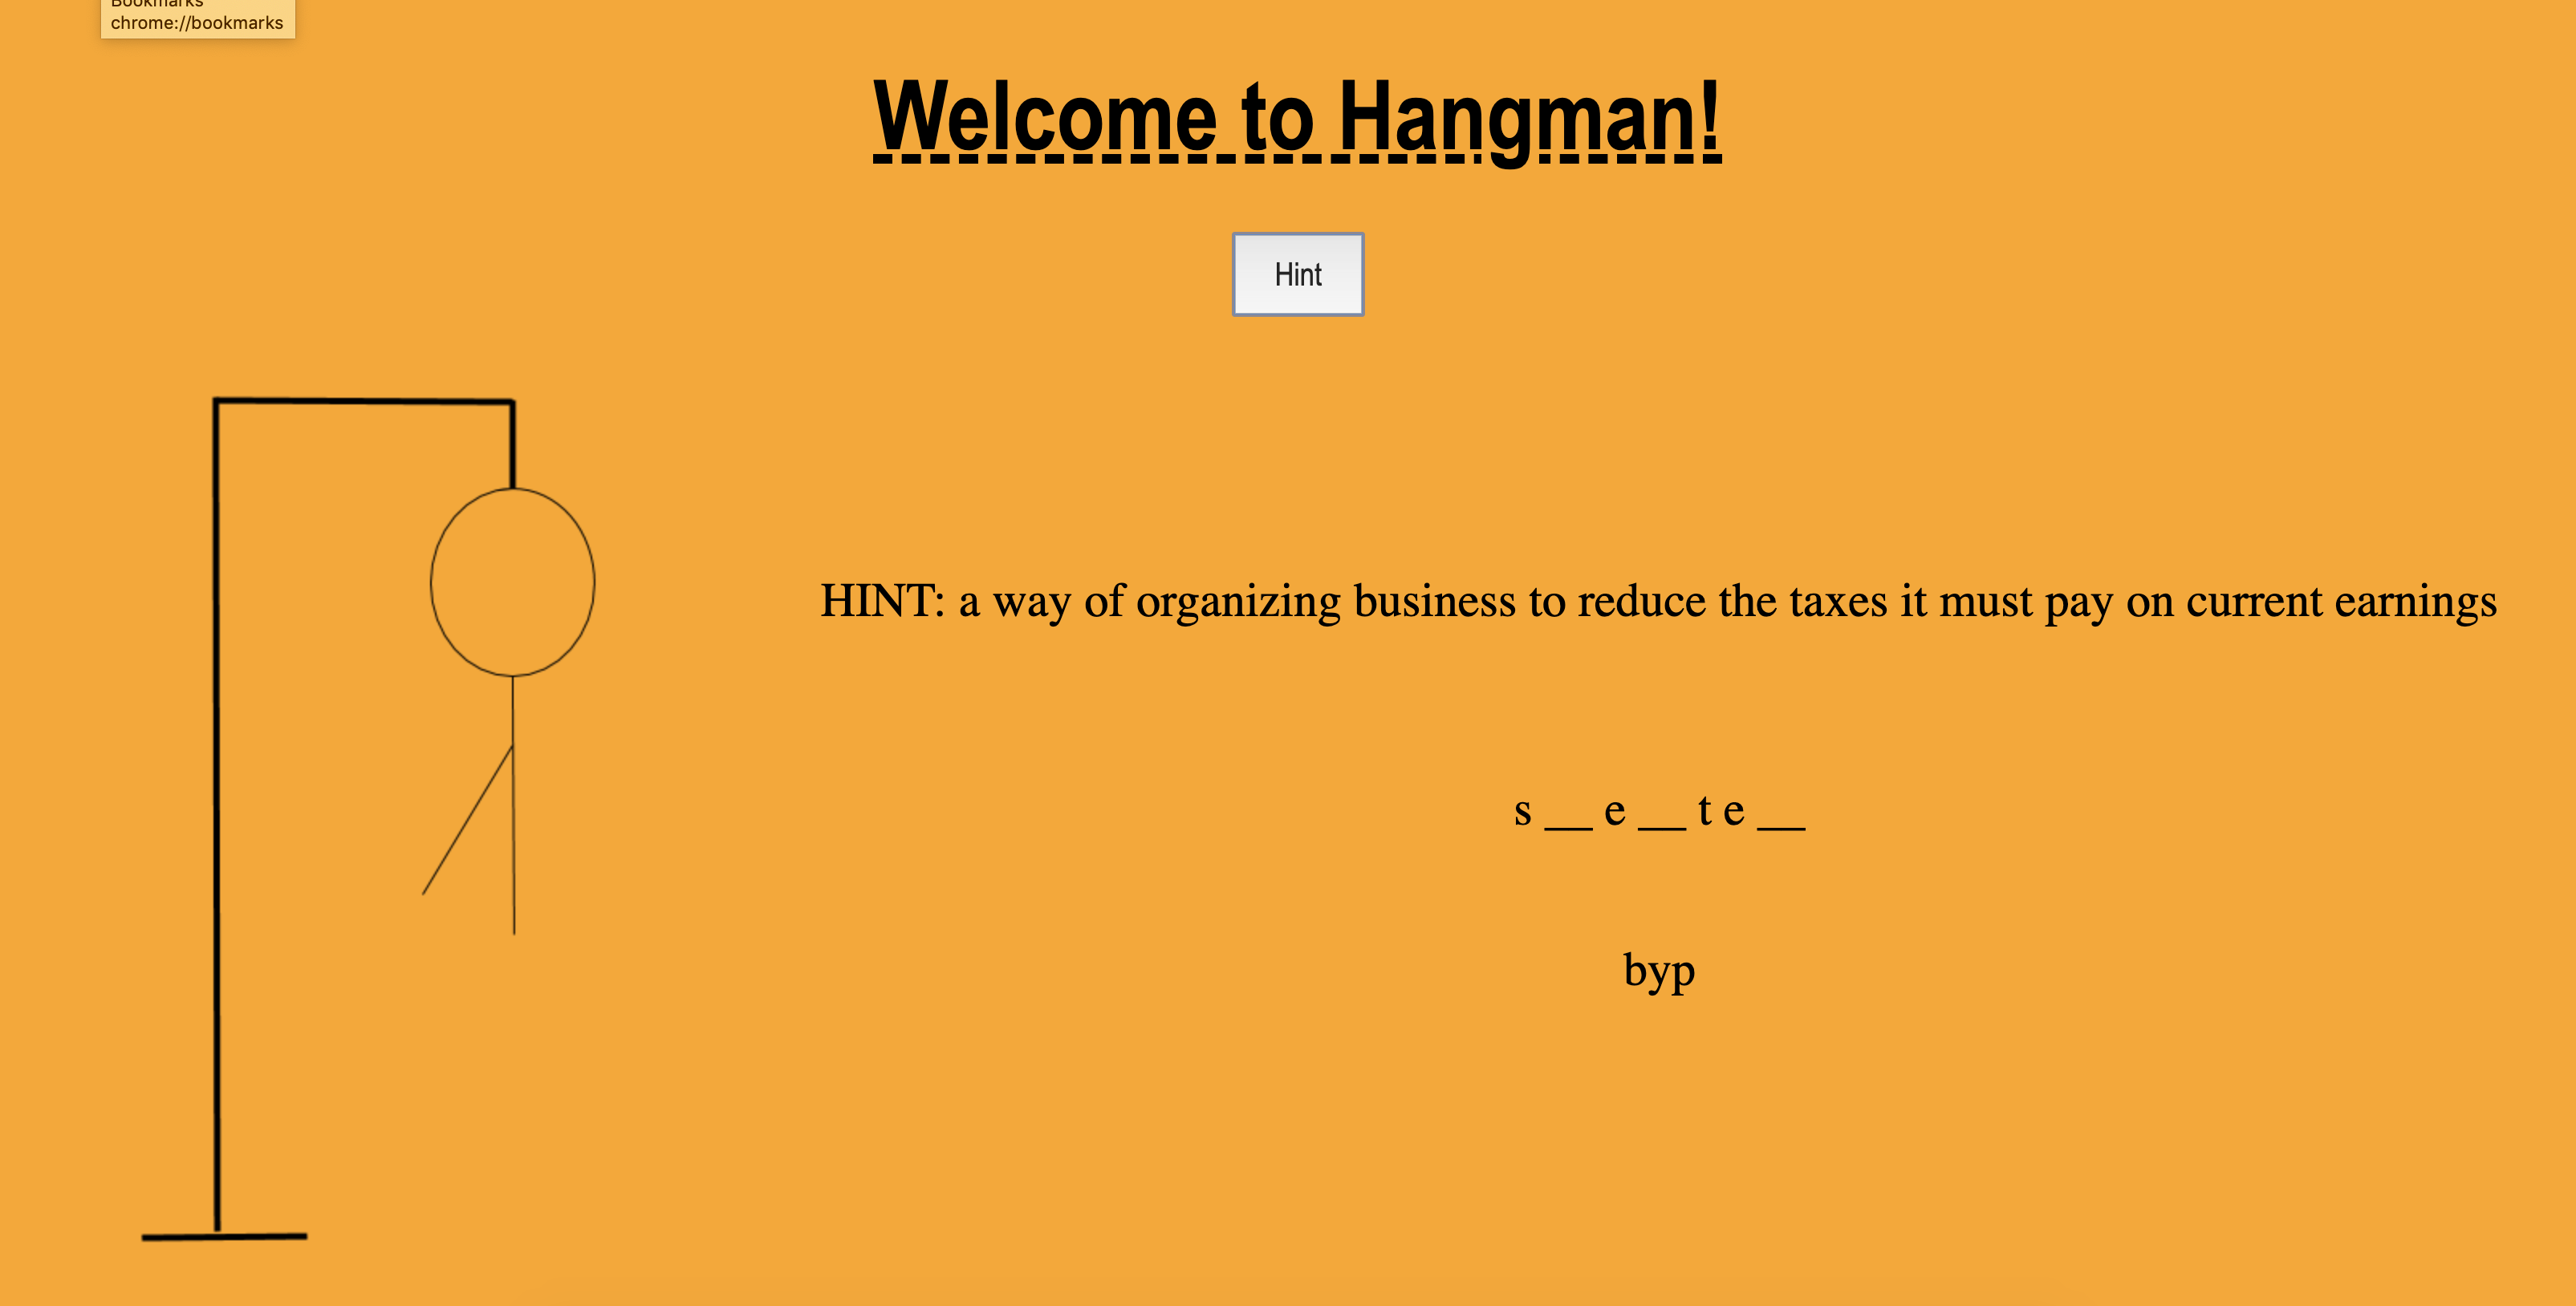 Bookmarks
chrome://bookmarks
Welcome to Hangman!
Hint
HINT: a way of organizing business to reduce the taxes it must pay on current earnings
s __ e __ t e __
byp